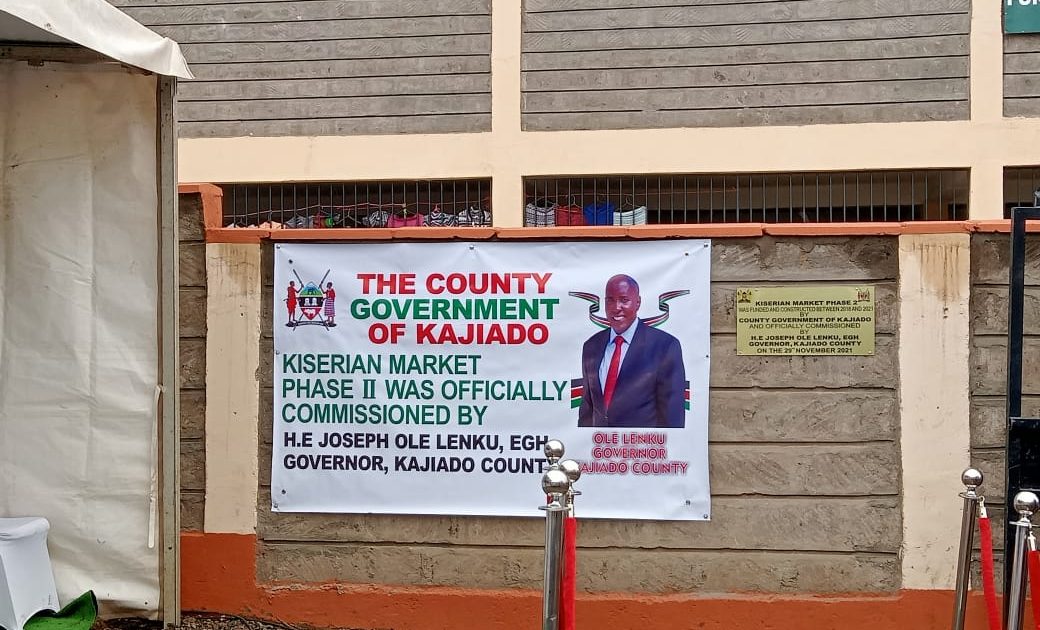 THE COUNTY
GOVERNMENT
OF KAJIADO
KISERIAN MARKET
PHASE II WAS OFFICIALLY
COMMISSIONED BY
H.E JOSEPH OLE LENKU, EGH
GOVERNOR, KAJIADO COUNT
OLE LENKU
GOVERNOR
KAJIADO COUNTY
KISERIAN MARKET PHASE 2
WAS FUNDED AND CONSTRUCTED BETWEEN 2018 AND 2021
BY
COUNTY GOVERNMENT OF KAJIADO
AND OFFICIALLY COMMISSIONED
BY
H.E JOSEPH OLE LENKU, EGH
GOVERNOR, KAJIADO COUNTY
ON THE 29TH NOVEMBER 2021